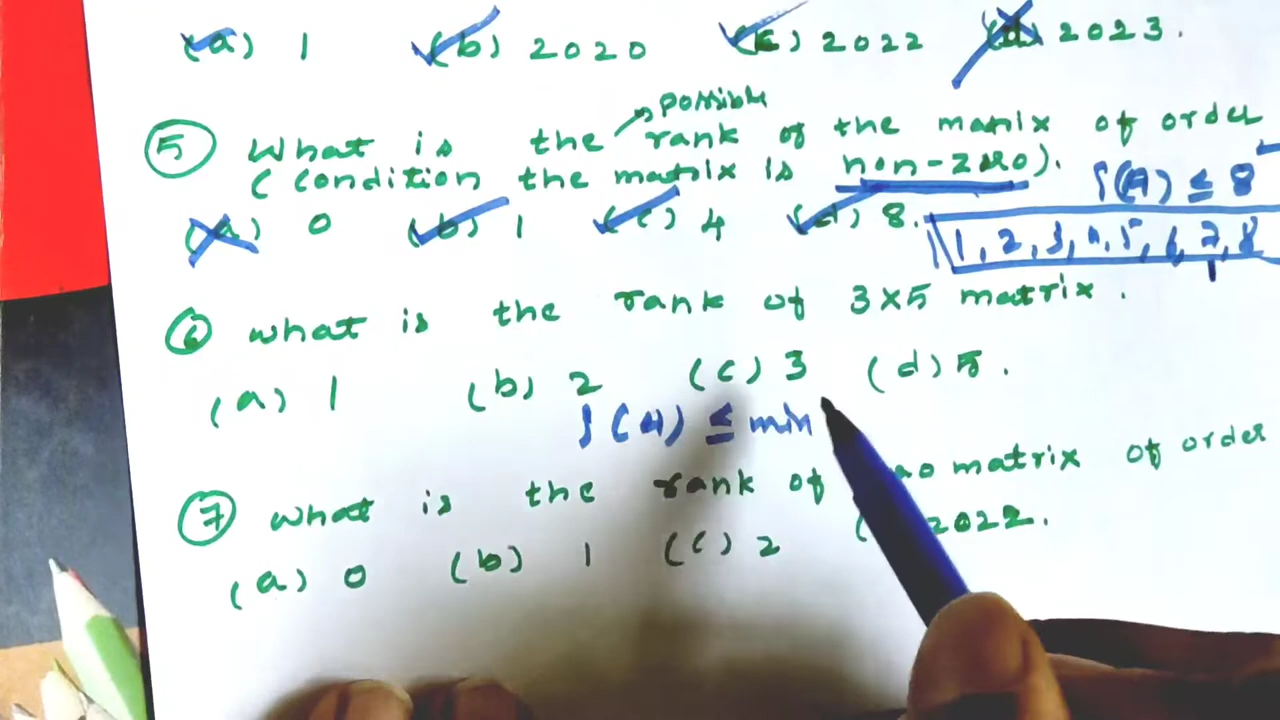 (a) 1 (b) 2020 (c) 2022 (d) 2023.
possible
5 What is the rank of the matrix of order
(condition the matrix is non-zero). ρ(A) ≤ 8
(a) 0 (b) 1 (c) 4 (d) 8. 1, 2, 3, 4, 5, 6, 7, 8
6 what is the rank of 3x5 matrix.
(a) 1 (b) 2 (c) 3 (d) 5.
ρ(A) ≤ min
7 what is the rank of matrix of order
(a) 0 (b) 1 (c) 2 ( 2022.